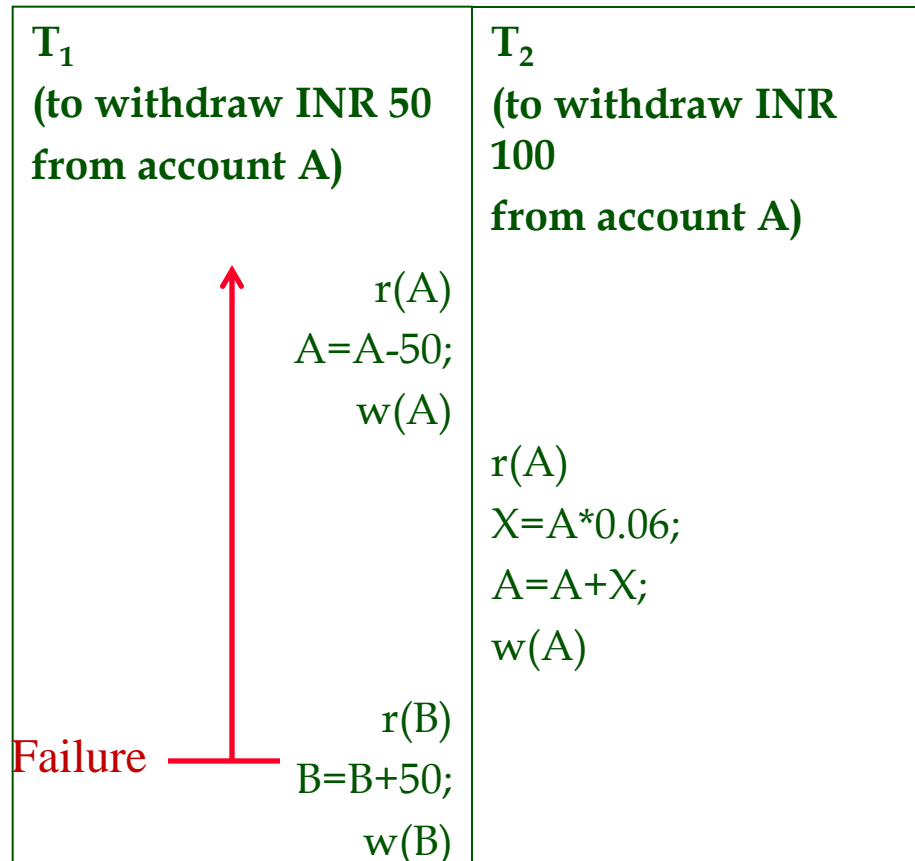 T₁
(to withdraw INR 50
from account A)
T₂
(to withdraw INR
100
from account A)
r(A)
A=A-50;
w(A)
r(A)
X=A*0.06;
A=A+X;
w(A)
r(B)
Failure
B=B+50;
w(B)